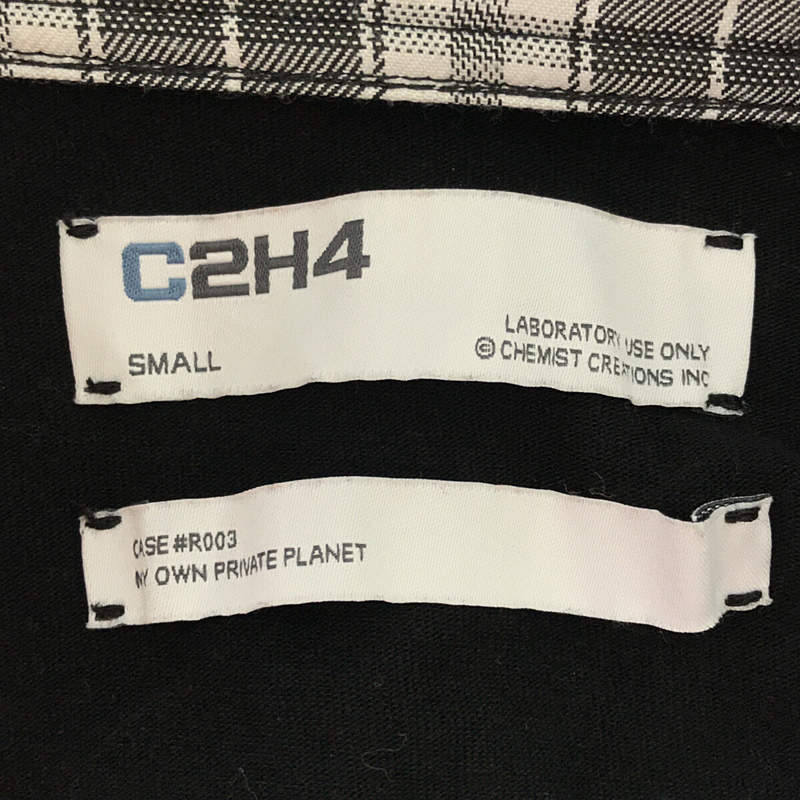 C2H4
SMALL
LABORATORY USE ONLY
© CHEMIST CREATIONS INC
CASE #R003
MY OWN PRIVATE PLANET